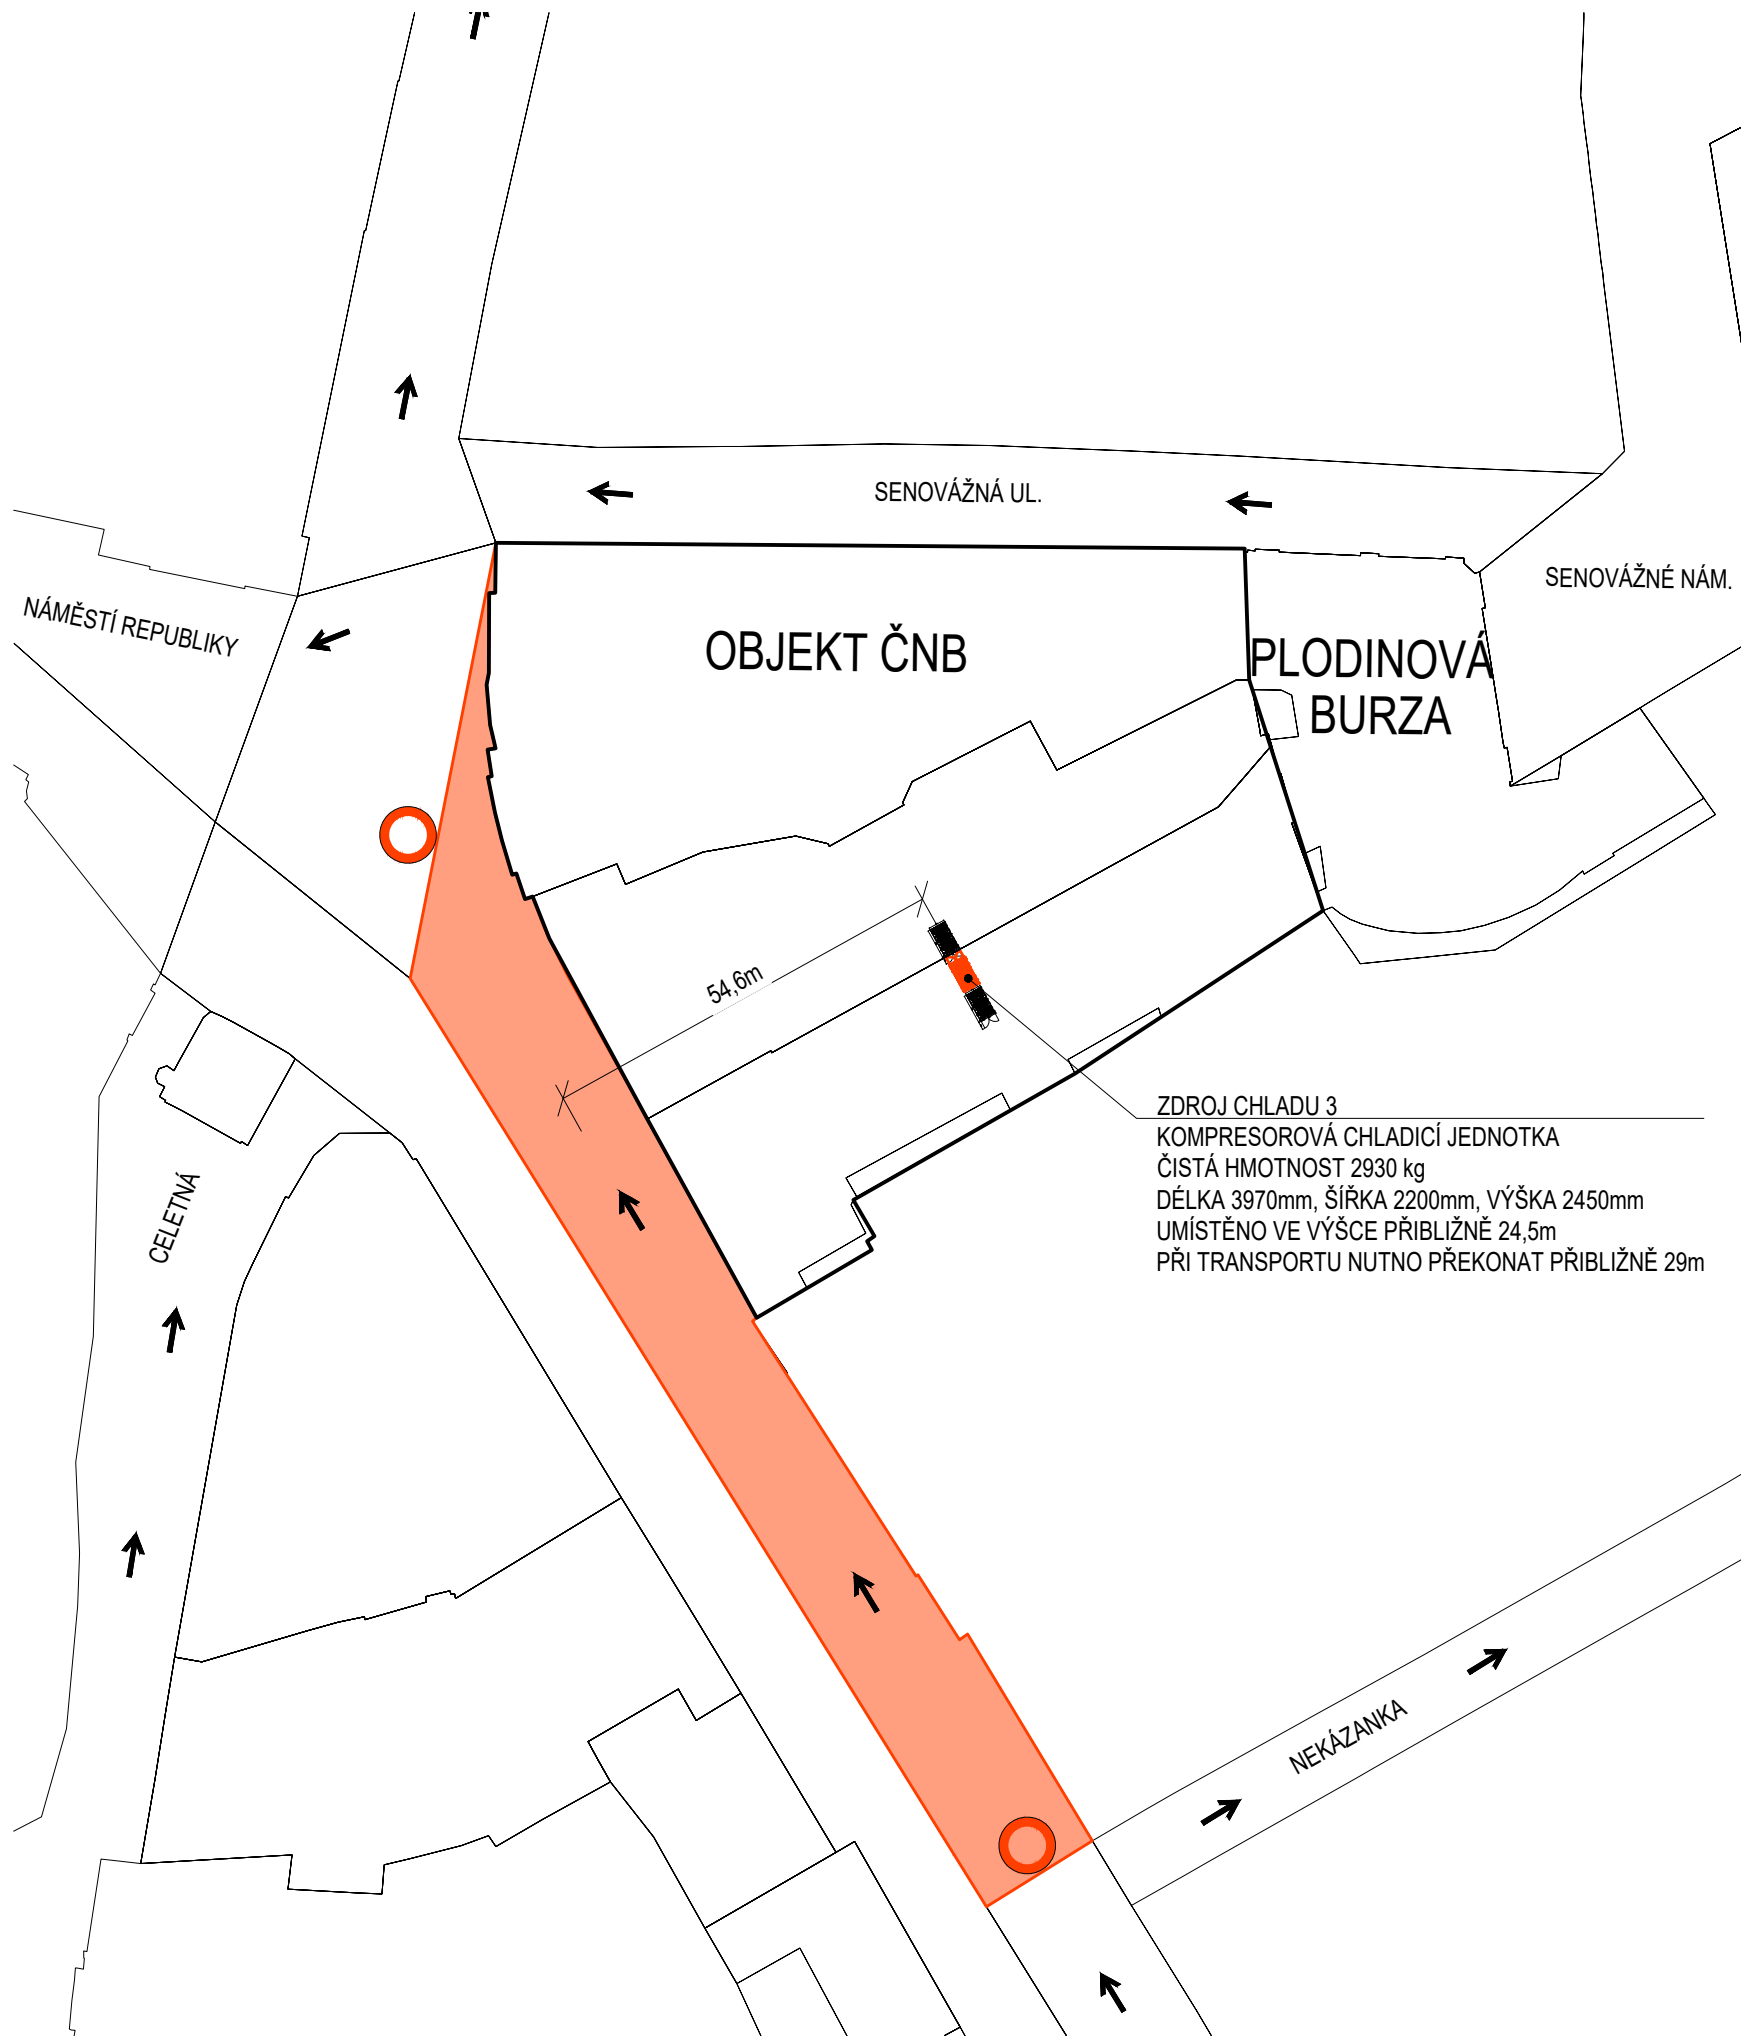 SENOVÁŽNÁ UL.
SENOVÁŽNÉ NÁM.
NÁMĚSTÍ REPUBLIKY
OBJEKT ČNB
PLODINOVÁ
BURZA
54,6m
ZDROJ CHLADU 3
KOMPRESOROVÁ CHLADICÍ JEDNOTKA
ČISTÁ HMOTNOST 2930 kg
DÉLKA 3970mm, ŠÍŘKA 2200mm, VÝŠKA 2450mm
UMÍSTĚNO VE VÝŠCE PŘIBLIŽNĚ 24,5m
PŘI TRANSPORTU NUTNO PŘEKONAT PŘIBLIŽNĚ 29m
CELETNÁ
NEKÁZANKA